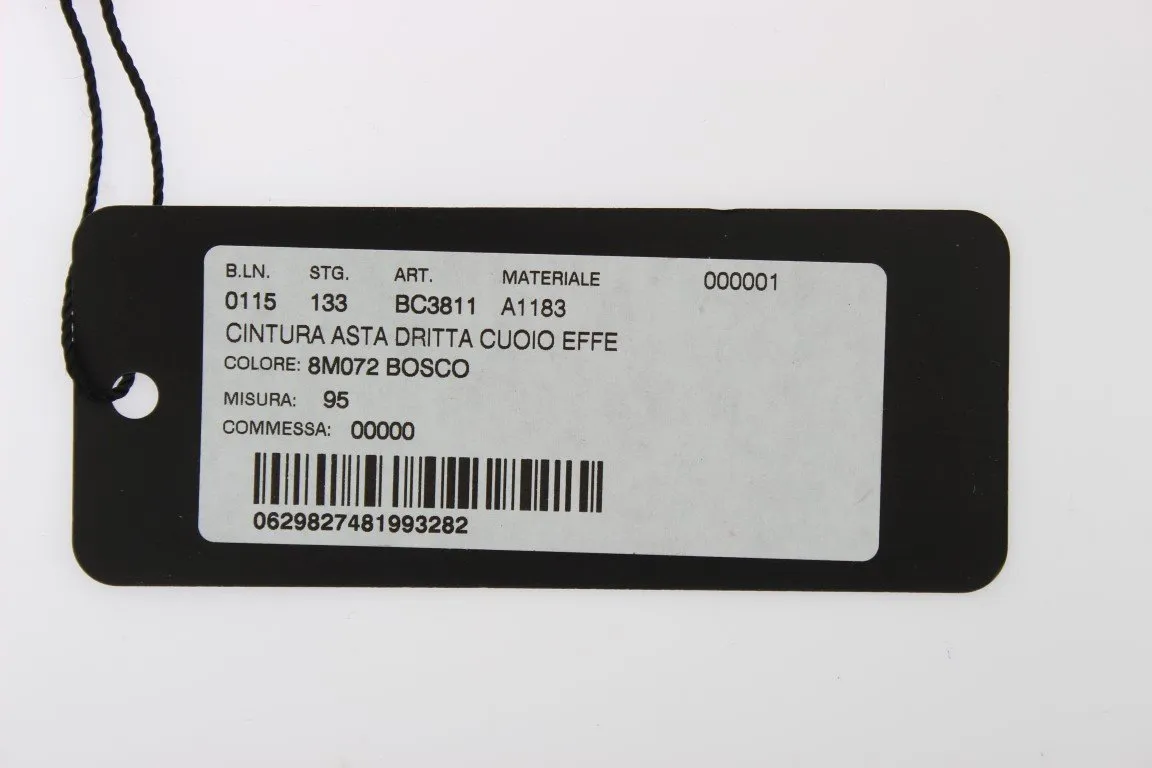 B.LN. STG. ART. MATERIALE 000001
0115 133 BC3811 A1183
CINTURA ASTA DRITTA CUOIO EFFE
COLORE: 8M072 BOSCO
MISURA: 95
COMMESSA: 00000
0629827481993282